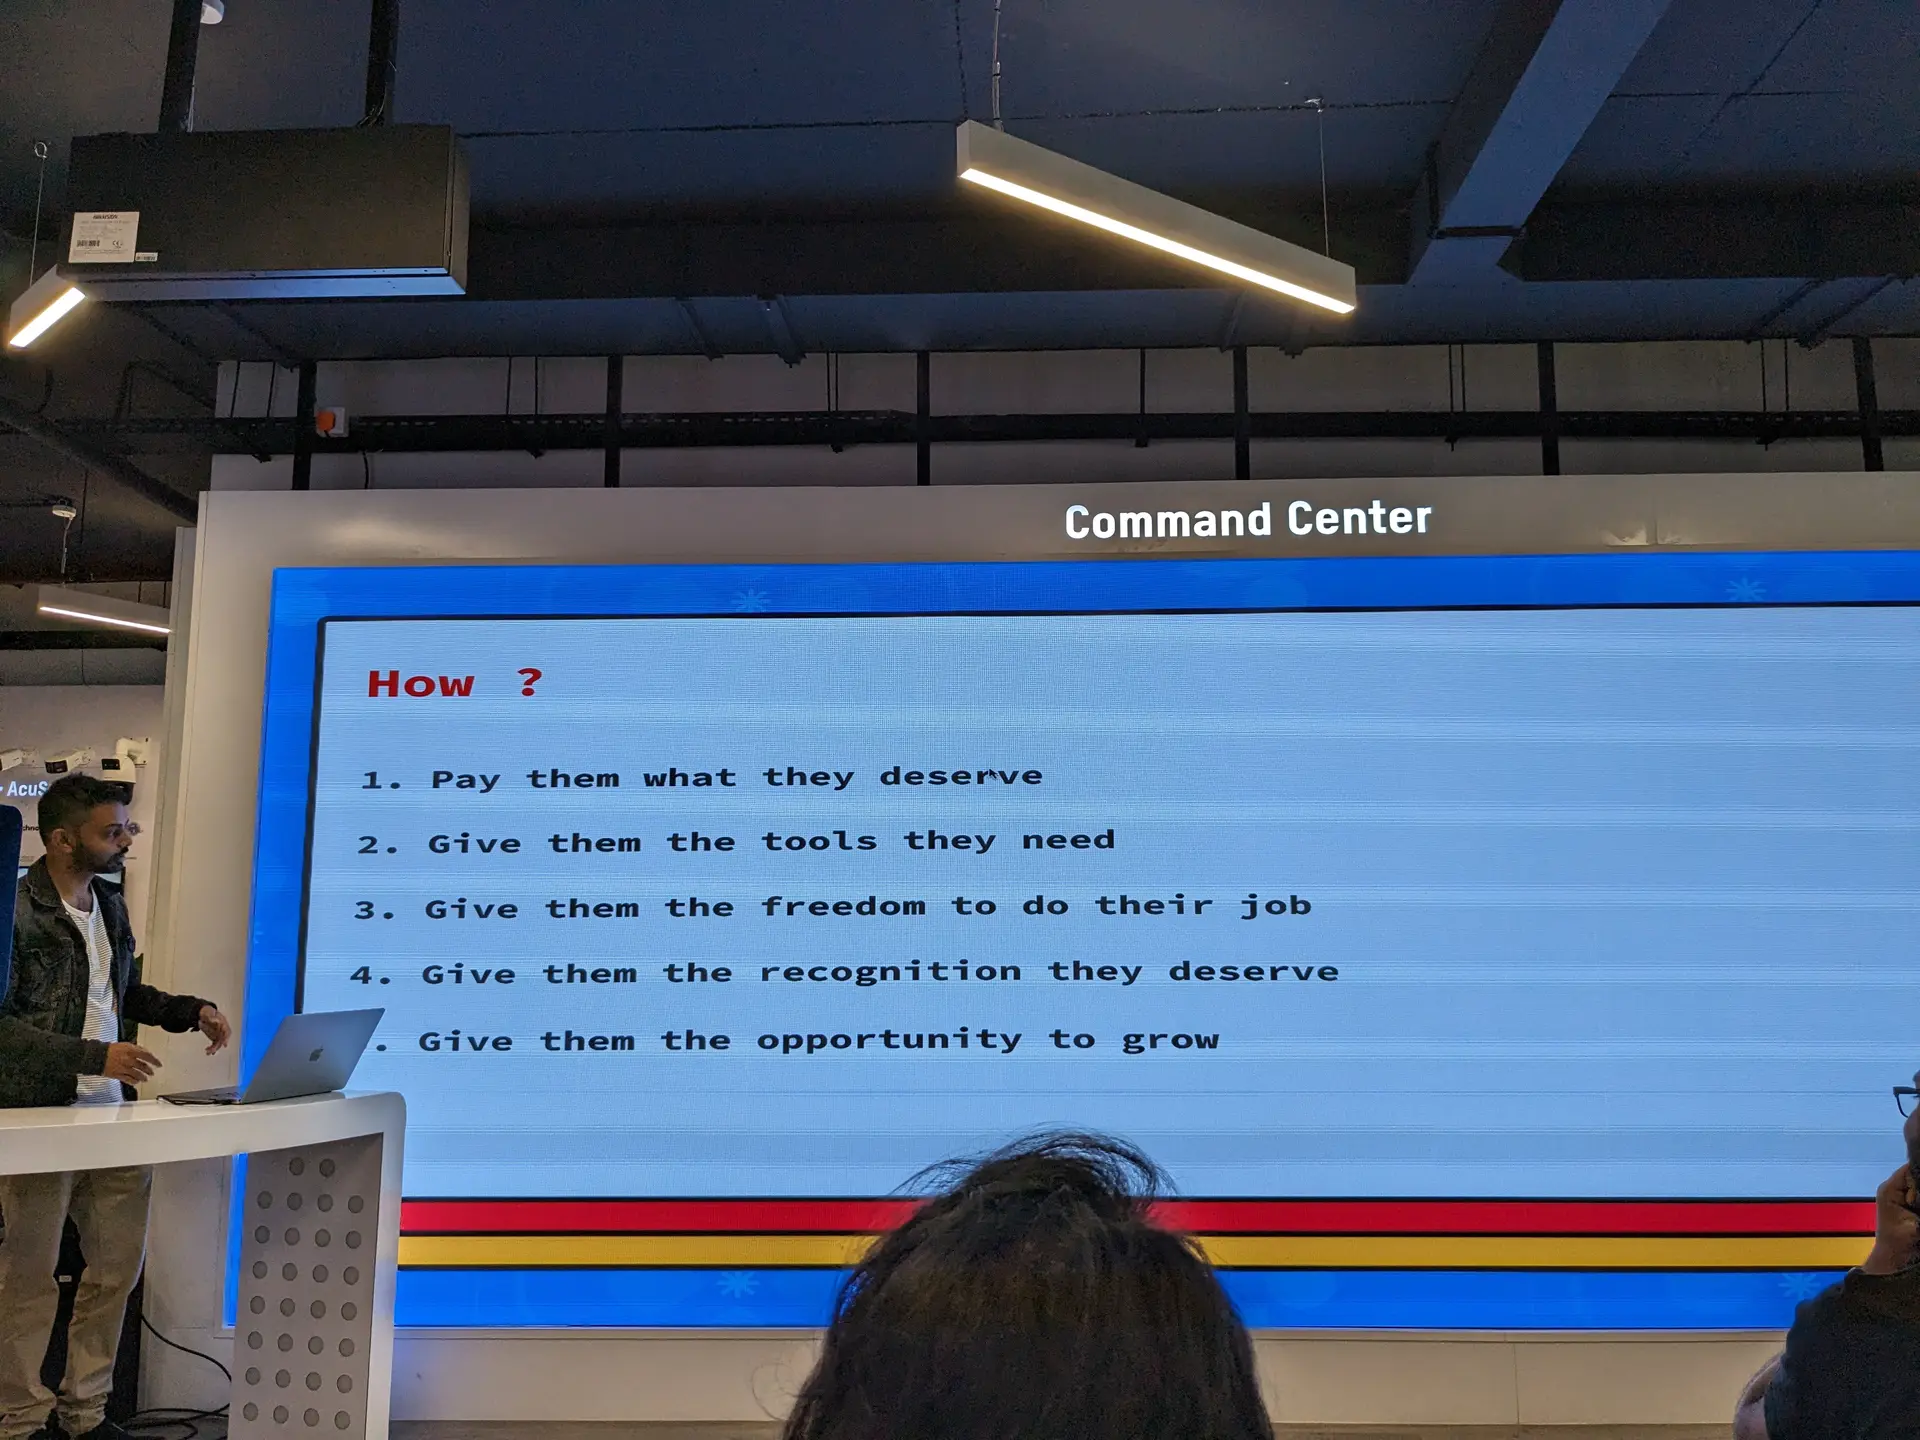 Command Center
How ?
1. Pay them what they deserve
2. Give them the tools they need
3. Give them the freedom to do their job
4. Give them the recognition they deserve
. Give them the opportunity to grow
AcuS